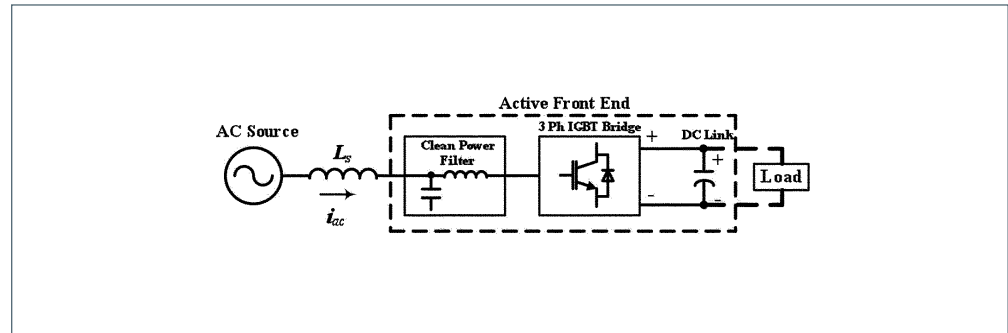 Active Front End
AC Source
3 Ph IGBT Bridge
DC Link
Clean Power
Filter
Ls
iac
+
-
+
-
Load